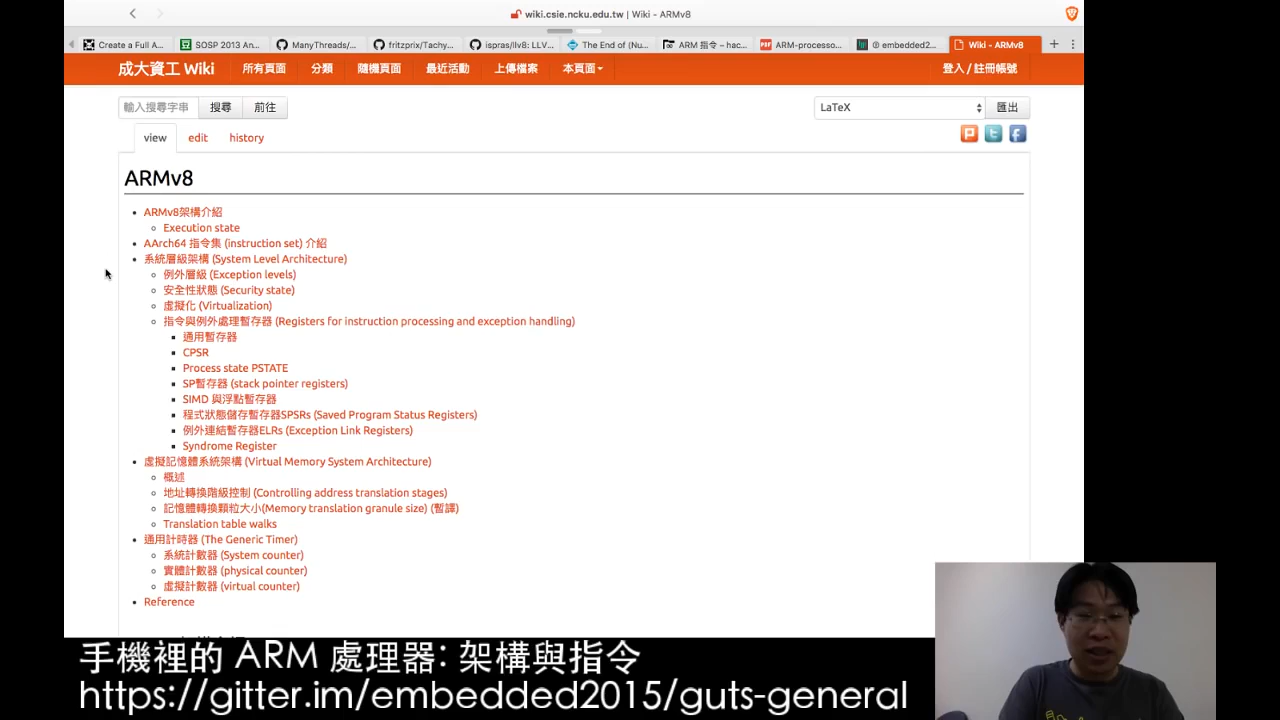 wiki.csie.ncku.edu.tw | Wiki - ARMv8
Create a Full A...
SOSP 2013 An...
ManyThreads/...
fritzprix/Tachy...
ispras/llv8: LLV...
The End of (Nu...
ARM 指令 – hac...
ARM-processo...
embedded2...
Wiki - ARMv8
成大資工 Wiki
所有頁面
分類
隨機頁面
最近活動
上傳檔案
本頁面
登入 / 註冊帳號
輸入搜尋字串
搜尋
前往
LaTeX
匯出
view
edit
history
ARMv8
ARMv8架構介紹
Execution state
AArch64 指令集 (instruction set) 介紹
系統層級架構 (System Level Architecture)
例外層級 (Exception levels)
安全性狀態 (Security state)
虛擬化 (Virtualization)
指令與例外處理暫存器 (Registers for instruction processing and exception handling)
通用暫存器
CPSR
Process state PSTATE
SP暫存器 (stack pointer registers)
SIMD 與浮點暫存器
程式狀態儲存暫存器SPSRs (Saved Program Status Registers)
例外連結暫存器ELRs (Exception Link Registers)
Syndrome Register
虛擬記憶體系統架構 (Virtual Memory System Architecture)
概述
地址轉換階級控制 (Controlling address translation stages)
記憶體轉換顆粒大小(Memory translation granule size) (暫譯)
Translation table walks
通用計時器 (The Generic Timer)
系統計數器 (System counter)
實體計數器 (physical counter)
虛擬計數器 (virtual counter)
Reference
手機裡的 ARM 處理器: 架構與指令
https://gitter.im/embedded2015/guts-general